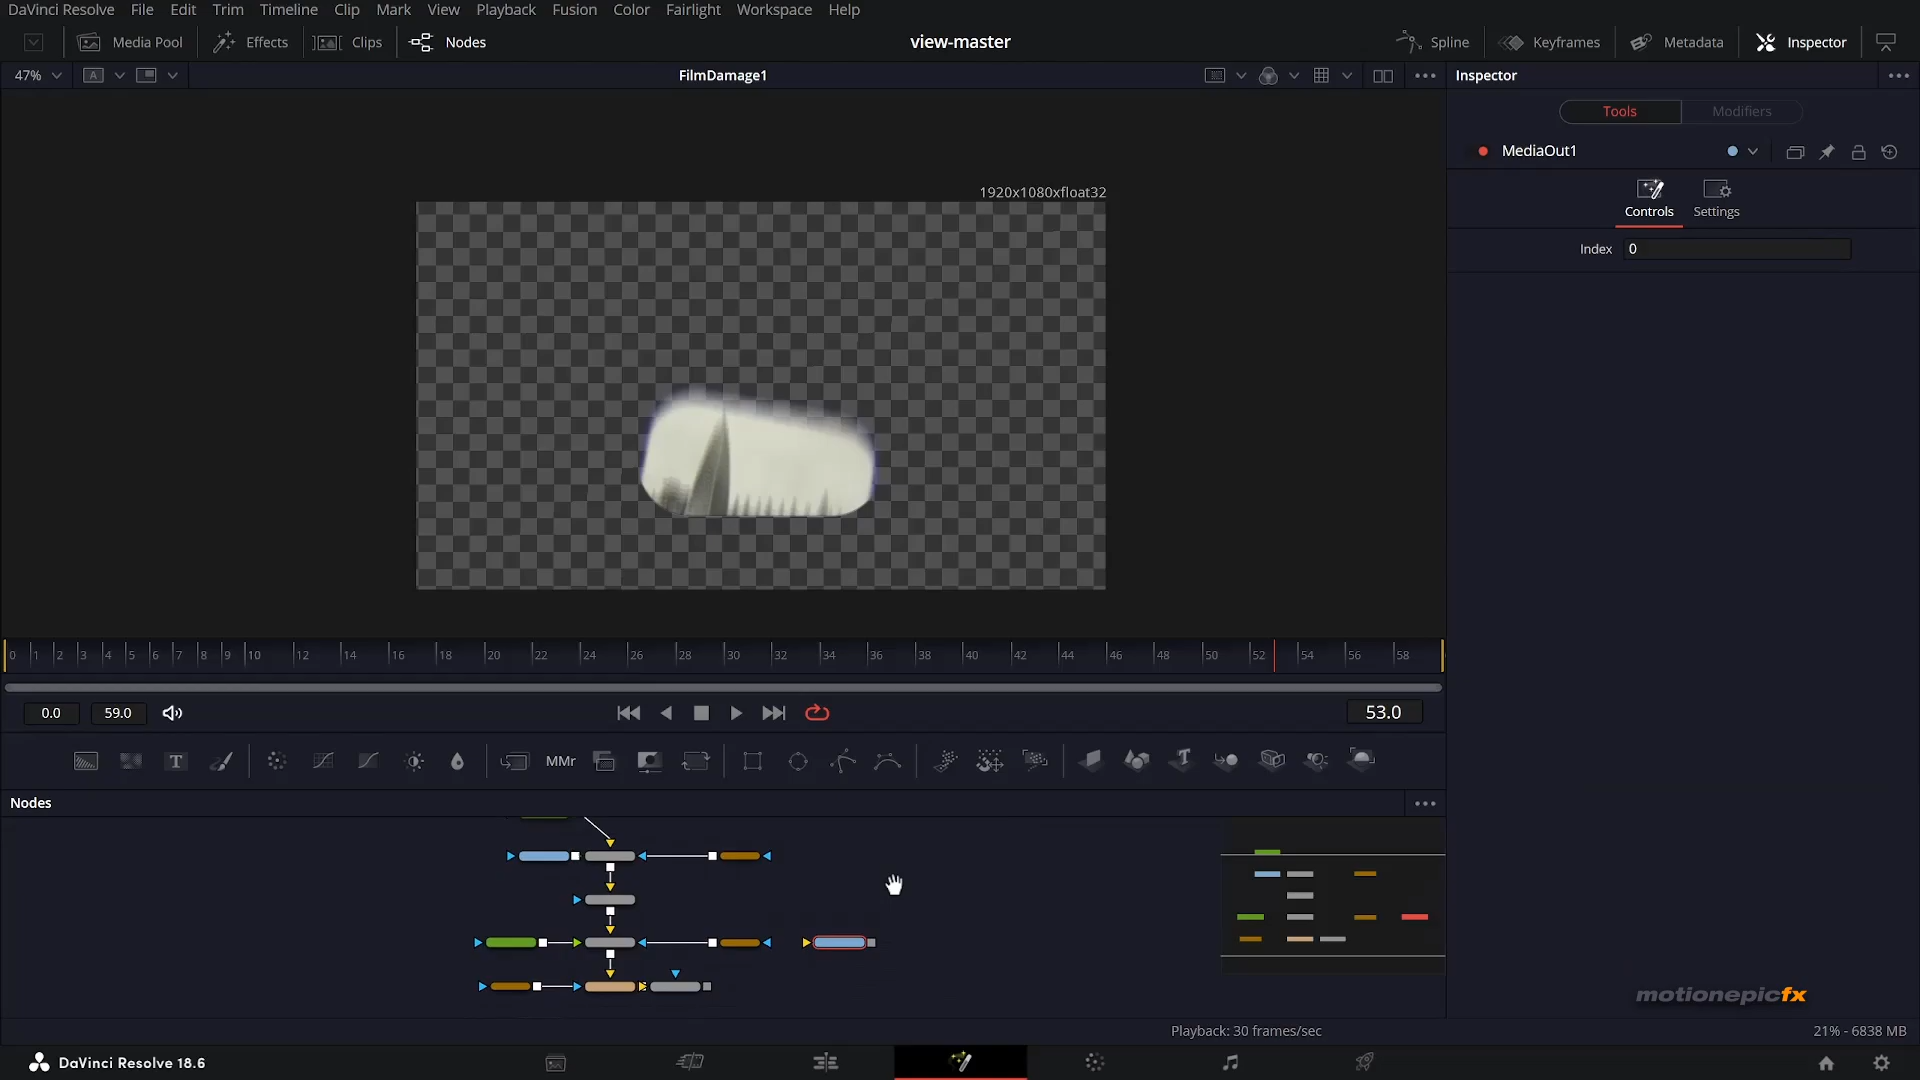 DaVinci Resolve File Edit Trim Timeline Clip Mark View Playback Fusion Color Fairlight Workspace Help
Media Pool Effects Clips Nodes view-master Spline Keyframes Metadata Inspector
47% A FilmDamage1 Inspector
Tools Modifiers
MediaOut1
1920x1080xfloat32
Controls Settings
Index 0
0 1 2 3 4 5 6 7 8 9 10 12 14 16 18 20 22 24 26 28 30 32 34 36 38 40 42 44 46 48 50 52 54 56 58
0.0 59.0 53.0
T MMr T
Nodes
motionepicfx
Playback: 30 frames/sec 21% - 6838 MB
DaVinci Resolve 18.6